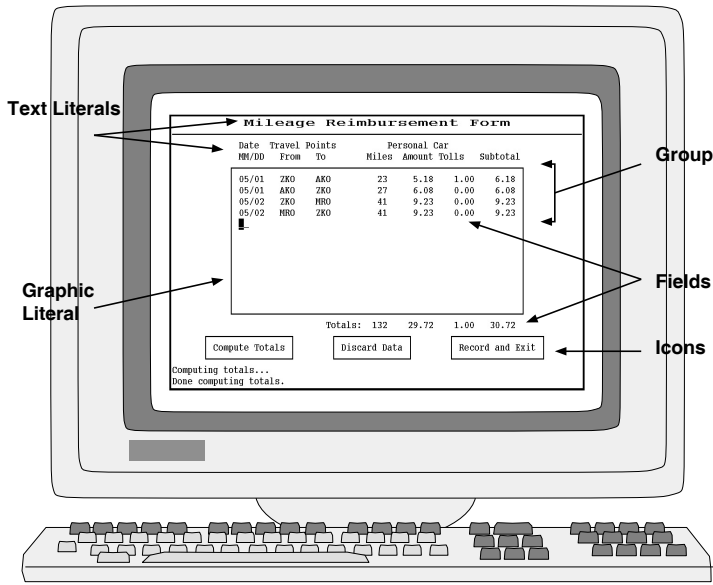 Text Literals
Mileage Reimbursement Form
Date Travel Points Personal Car
MM/DD From To Miles Amount Tolls Subtotal
Group
05/01 ZKO AKO 23 5.18 1.00 6.18
05/01 AKO ZKO 27 6.08 0.00 6.08
05/02 ZKO MRO 41 9.23 0.00 9.23
05/02 MRO ZKO 41 9.23 0.00 9.23
Graphic
Literal
Fields
Totals: 132 29.72 1.00 30.72
Compute Totals Discard Data Record and Exit
Icons
Computing totals...
Done computing totals.